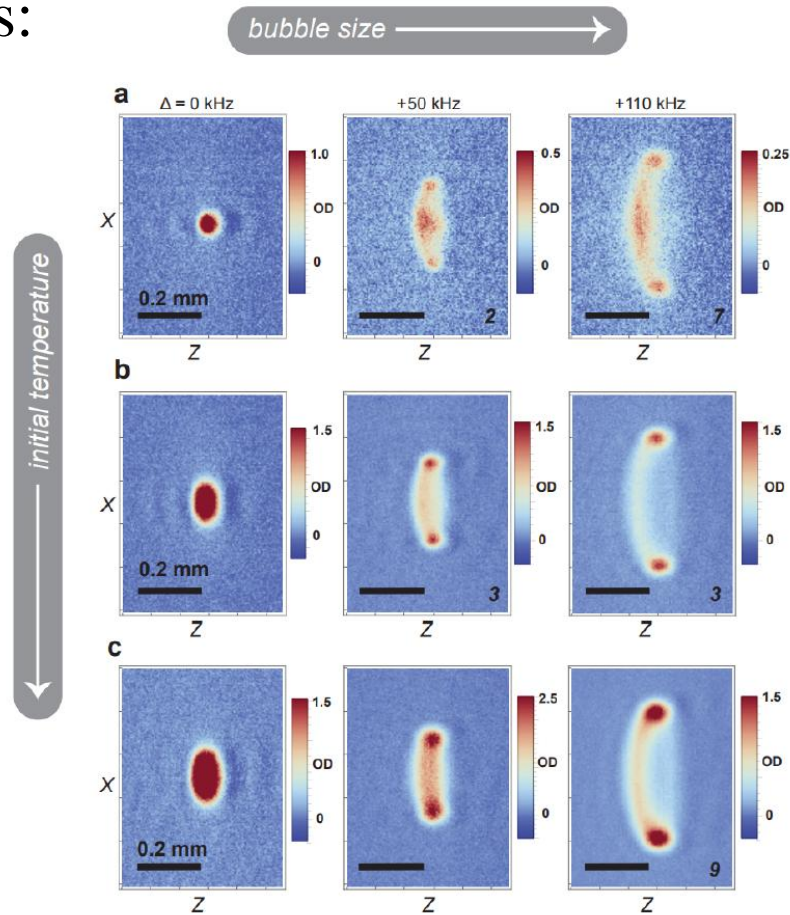 s:
bubble size
a
Δ = 0 kHz +50 kHz +110 kHz
1.0 0.5 0.25
X OD OD OD
0 0 0
0.2 mm 2 7
Z Z Z
initial temperature
b
1.5 1.5 1.5
X OD OD OD
0 0 0
0.2 mm 3 3
Z Z Z
c
1.5 2.5 1.5
X OD OD OD
0 0 0
0.2 mm 9
Z Z Z